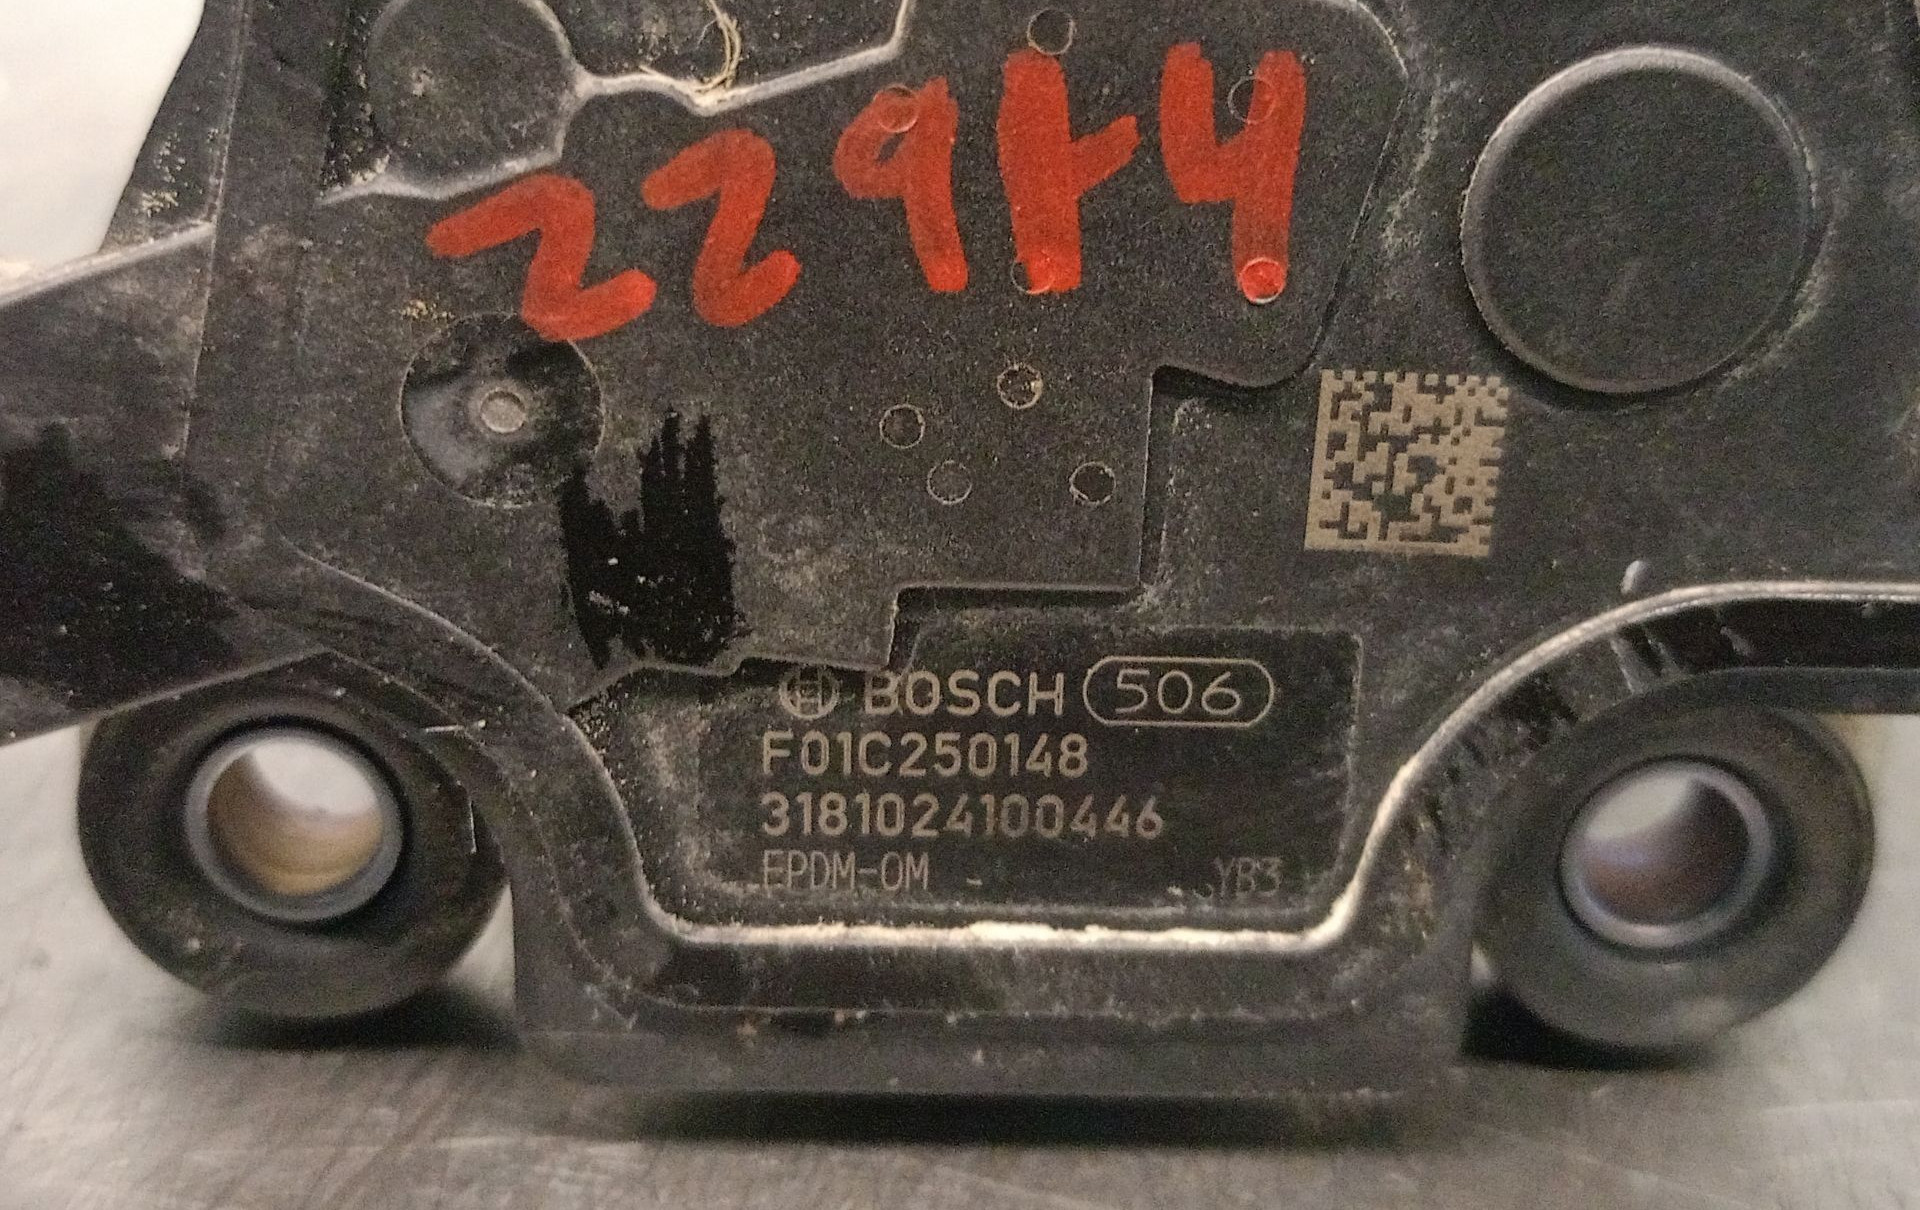 22914
BOSCH 506
F01C250148
3181024100446
EPDM-OM YB3